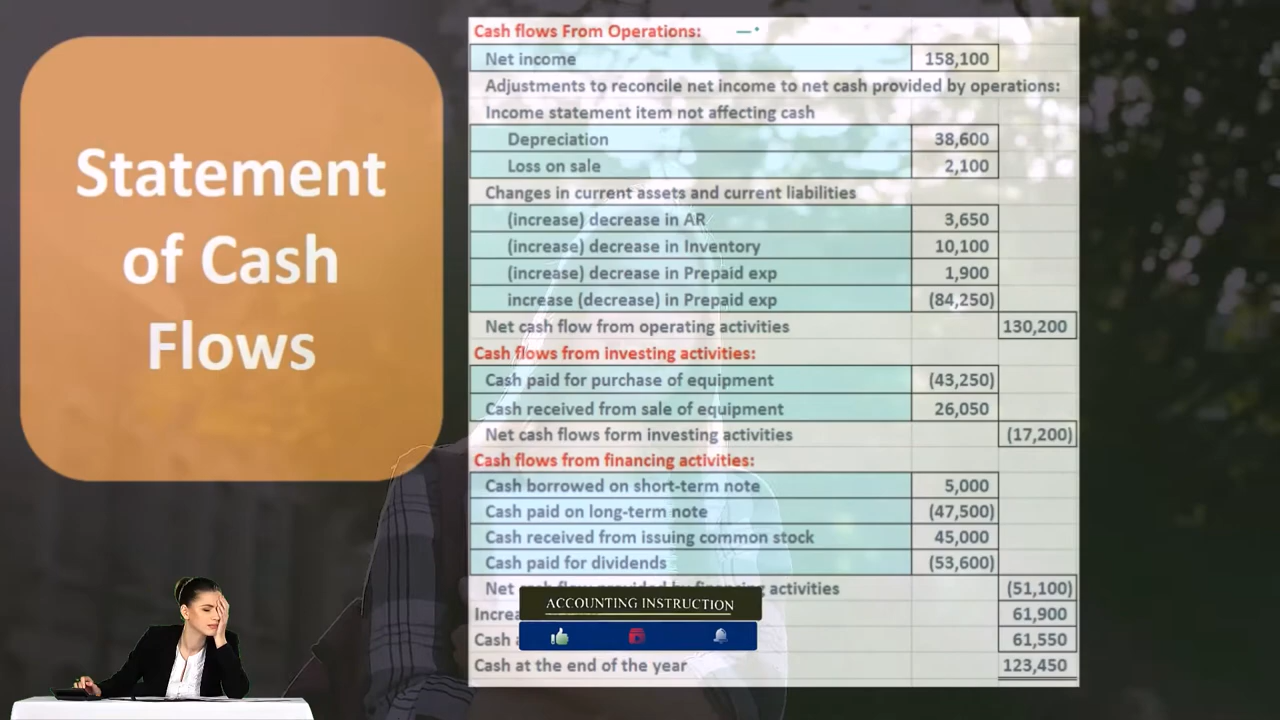 Statement
of Cash
Flows
Cash flows From Operations:
Net income 158,100
Adjustments to reconcile net income to net cash provided by operations:
Income statement item not affecting cash
Depreciation 38,600
Loss on sale 2,100
Changes in current assets and current liabilities
(increase) decrease in AR 3,650
(increase) decrease in Inventory 10,100
(increase) decrease in Prepaid exp 1,900
increase (decrease) in Prepaid exp (84,250)
Net cash flow from operating activities 130,200
Cash flows from investing activities:
Cash paid for purchase of equipment (43,250)
Cash received from sale of equipment 26,050
Net cash flows form investing activities (17,200)
Cash flows from financing activities:
Cash borrowed on short-term note 5,000
Cash paid on long-term note (47,500)
Cash received from issuing common stock 45,000
Cash paid for dividends (53,600)
Net activities (51,100)
61,900
Cash 61,550
Cash at the end of the year 123,450
ACCOUNTING INSTRUCTION